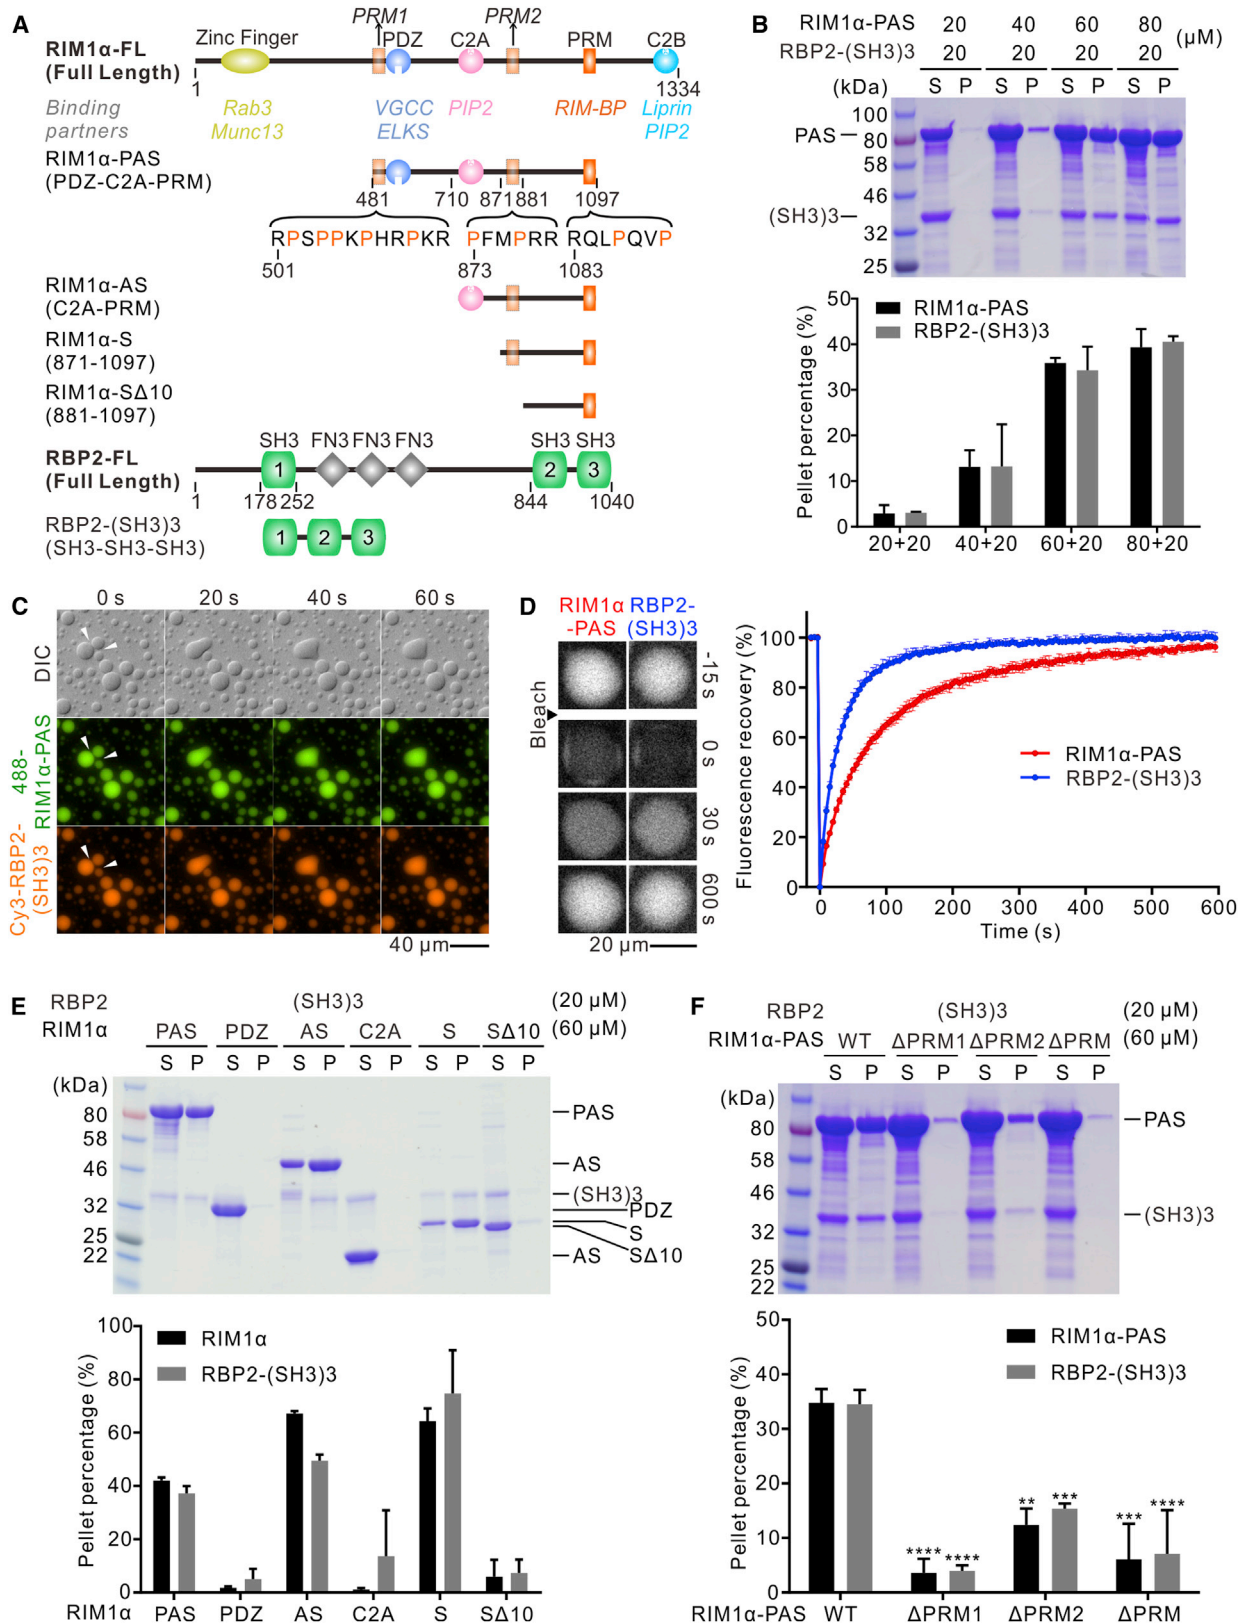 A
PRM1
PRM2
RIM1α-FL
(Full Length)
Zinc Finger
PDZ
C2A
PRM
C2B
1
1334
Binding
partners
Rab3
Munc13
VGCC
ELKS
PIP2
RIM-BP
Liprin
PIP2
RIM1α-PAS
(PDZ-C2A-PRM)
481
710
871
881
1097
RPSPPKPHRPKR
PFMPRR
RQLPQVP
501
873
1083
RIM1α-AS
(C2A-PRM)
RIM1α-S
(871-1097)
RIM1α-SΔ10
(881-1097)
RBP2-FL
(Full Length)
SH3
FN3 FN3 FN3
SH3 SH3
1
2
3
1
178
252
844
1040
RBP2-(SH3)3
(SH3-SH3-SH3)
1
2
3
B
RIM1α-PAS 20 40 60 80 (μM)
RBP2-(SH3)3 20 20 20 20
(kDa) S P S P S P S P
100
80
58
46
32
25
PAS
(SH3)3
Pellet percentage (%)
50
40
30
20
10
0
RIM1α-PAS
RBP2-(SH3)3
20+20 40+20 60+20 80+20
C
0 s 20 s 40 s 60 s
DIC
488-
RIM1α-PAS
Cy3-RBP2-
(SH3)3
40 μm
D
RIM1α
-PAS
RBP2-
(SH3)3
Bleach
-15 s
0 s
30 s
600 s
20 μm
Fluorescence recovery (%)
100
80
60
40
20
0
RIM1α-PAS
RBP2-(SH3)3
0 100 200 300 400 500 600
Time (s)
E
RBP2 (SH3)3 (20 μM)
RIM1α PAS PDZ AS C2A S SΔ10 (60 μM)
S P S P S P S P S P S P
(kDa)
80
58
46
32
25
22
PAS
AS
(SH3)3
PDZ
S
SΔ10
AS
Pellet percentage (%)
100
80
60
40
20
0
RIM1α
RBP2-(SH3)3
RIM1α PAS PDZ AS C2A S SΔ10
F
RBP2 (SH3)3 (20 μM)
RIM1α-PAS WT ΔPRM1 ΔPRM2 ΔPRM (60 μM)
S P S P S P S P
(kDa)
80
58
46
32
25
22
PAS
(SH3)3
Pellet percentage (%)
50
40
30
20
10
0
RIM1α-PAS
RBP2-(SH3)3
**** **** ** *** *** ****
RIM1α-PAS WT ΔPRM1 ΔPRM2 ΔPRM